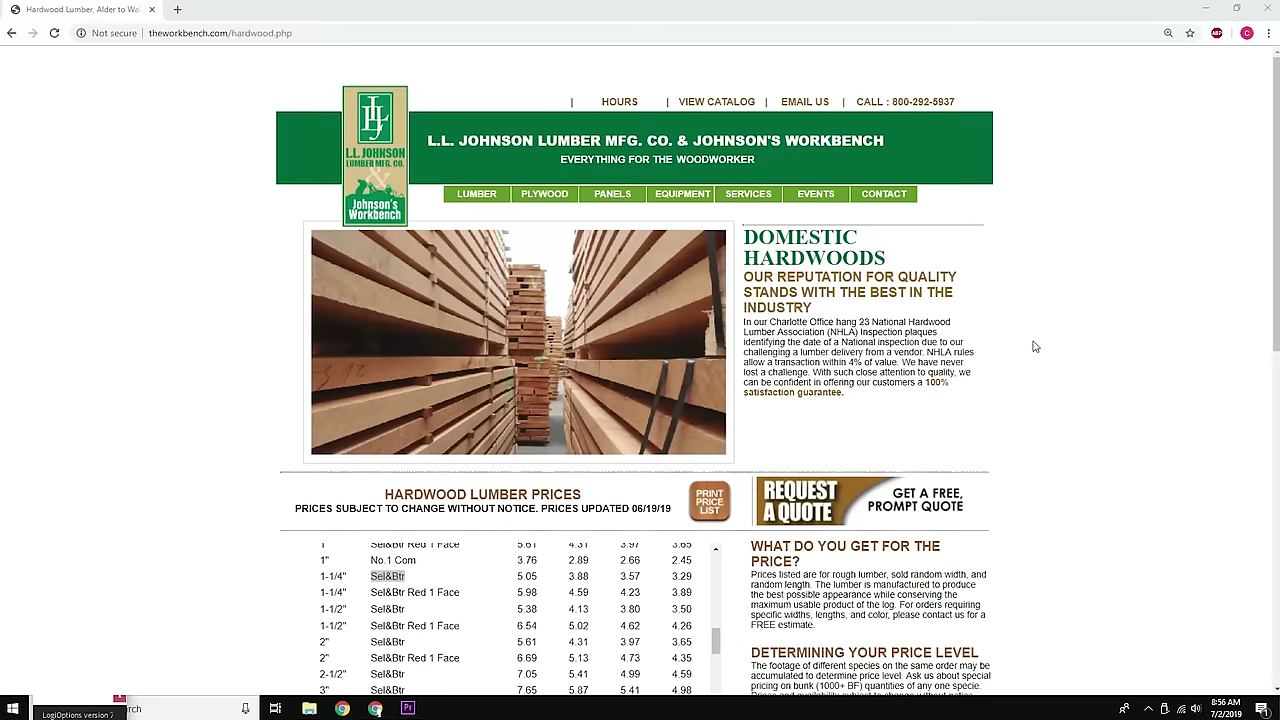 Hardwood Lumber, Alder to Wa
Not secure | theworkbench.com/hardwood.php
ABP
C
| HOURS | VIEW CATALOG | EMAIL US | CALL : 800-292-5937
L.L. JOHNSON LUMBER MFG. CO. & JOHNSON'S WORKBENCH
EVERYTHING FOR THE WOODWORKER
L.L. JOHNSON
LUMBER MFG. CO.
&
Johnson's
Workbench
LUMBER PLYWOOD PANELS EQUIPMENT SERVICES EVENTS CONTACT
DOMESTIC
HARDWOODS
OUR REPUTATION FOR QUALITY
STANDS WITH THE BEST IN THE
INDUSTRY
In our Charlotte Office hang 23 National Hardwood
Lumber Association (NHLA) Inspection plaques
identifying the date of a National inspection due to our
challenging a lumber delivery from a vendor. NHLA rules
allow a transaction within 4% of value. We have never
lost a challenge. With such close attention to quality, we
can be confident in offering our customers a 100%
satisfaction guarantee.
HARDWOOD LUMBER PRICES
PRICES SUBJECT TO CHANGE WITHOUT NOTICE. PRICES UPDATED 06/19/19
PRINT
PRICE
LIST
REQUEST
A QUOTE
GET A FREE,
PROMPT QUOTE
1" Sel&Btr Red 1 Face 5.61 4.31 3.97 3.65
1" No.1 Com 3.76 2.89 2.66 2.45
1-1/4" Sel&Btr 5.05 3.88 3.57 3.29
1-1/4" Sel&Btr Red 1 Face 5.98 4.59 4.23 3.89
1-1/2" Sel&Btr 5.38 4.13 3.80 3.50
1-1/2" Sel&Btr Red 1 Face 6.54 5.02 4.62 4.26
2" Sel&Btr 5.61 4.31 3.97 3.65
2" Sel&Btr Red 1 Face 6.69 5.13 4.73 4.35
2-1/2" Sel&Btr 7.05 5.41 4.99 4.59
3" Sel&Btr 7.65 5.87 5.41 4.98
WHAT DO YOU GET FOR THE
PRICE?
Prices listed are for rough lumber, sold random width, and
random length. The lumber is manufactured to produce
the best possible appearance while conserving the
maximum usable product of the log. For orders requiring
specific widths, lengths, and color, please contact us for a
FREE estimate.
DETERMINING YOUR PRICE LEVEL
The footage of different species on the same order may be
accumulated to determine price level. Ask us about special
pricing on bunk (1000+ BF) quantities of any one specie.
LogiOptions version 7
rch
Pr
8:56 AM
7/2/2019